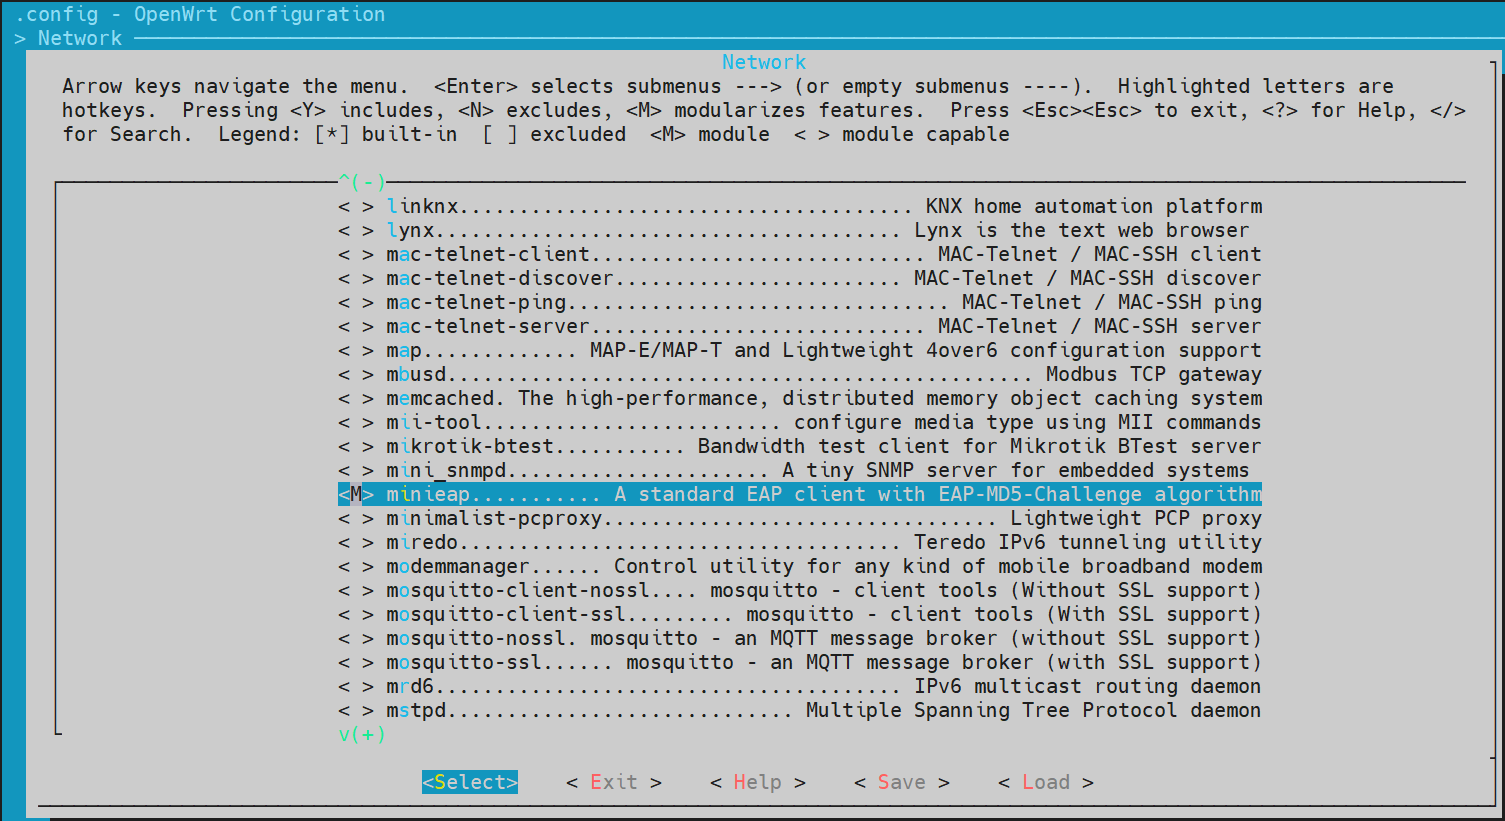 .config - OpenWrt Configuration
> Network
Network
Arrow keys navigate the menu.  <Enter> selects submenus ---> (or empty submenus ----).  Highlighted letters are
hotkeys.  Pressing <Y> includes, <N> excludes, <M> modularizes features.  Press <Esc><Esc> to exit, <?> for Help, </>
for Search.  Legend: [*] built-in  [ ] excluded  <M> module  < > module capable
^(-)
< > linknx...................................... KNX home automation platform
< > lynx....................................... Lynx is the text web browser
< > mac-telnet-client............................ MAC-Telnet / MAC-SSH client
< > mac-telnet-discover........................ MAC-Telnet / MAC-SSH discover
< > mac-telnet-ping................................ MAC-Telnet / MAC-SSH ping
< > mac-telnet-server............................ MAC-Telnet / MAC-SSH server
< > map............. MAP-E/MAP-T and Lightweight 4over6 configuration support
< > mbusd................................................. Modbus TCP gateway
< > memcached. The high-performance, distributed memory object caching system
< > mii-tool......................... configure media type using MII commands
< > mikrotik-btest........... Bandwidth test client for Mikrotik BTest server
< > mini_snmpd...................... A tiny SNMP server for embedded systems
<M> minieap........... A standard EAP client with EAP-MD5-Challenge algorithm
< > minimalist-pcproxy................................. Lightweight PCP proxy
< > miredo..................................... Teredo IPv6 tunneling utility
< > modemmanager...... Control utility for any kind of mobile broadband modem
< > mosquitto-client-nossl.... mosquitto - client tools (Without SSL support)
< > mosquitto-client-ssl......... mosquitto - client tools (With SSL support)
< > mosquitto-nossl. mosquitto - an MQTT message broker (without SSL support)
< > mosquitto-ssl...... mosquitto - an MQTT message broker (with SSL support)
< > mrd6....................................... IPv6 multicast routing daemon
< > mstpd............................. Multiple Spanning Tree Protocol daemon
v(+)
<Select>    < Exit >    < Help >    < Save >    < Load >